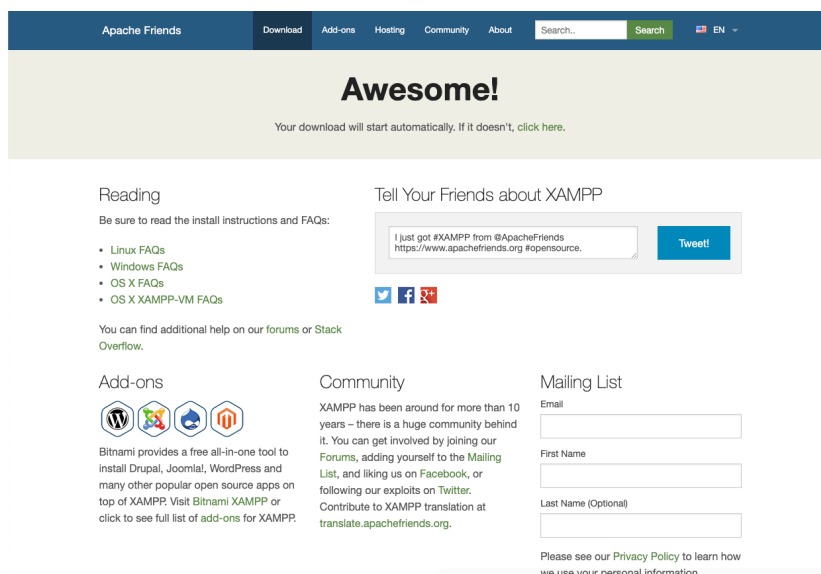 Apache Friends
Download
Add-ons
Hosting
Community
About
Search..
Search
EN
Awesome!
Your download will start automatically. If it doesn't, click here.
Reading
Be sure to read the install instructions and FAQs:
Linux FAQs
Windows FAQs
OS X FAQs
OS X XAMPP-VM FAQs
You can find additional help on our forums or Stack
Overflow.
Tell Your Friends about XAMPP
I just got #XAMPP from @ApacheFriends
https://www.apachefriends.org #opensource.
Tweet!
Add-ons
Bitnami provides a free all-in-one tool to
install Drupal, Joomla!, WordPress and
many other popular open source apps on
top of XAMPP. Visit Bitnami XAMPP or
click to see full list of add-ons for XAMPP.
Community
XAMPP has been around for more than 10
years – there is a huge community behind
it. You can get involved by joining our
Forums, adding yourself to the Mailing
List, and liking us on Facebook, or
following our exploits on Twitter.
Contribute to XAMPP translation at
translate.apachefriends.org.
Mailing List
Email
First Name
Last Name (Optional)
Please see our Privacy Policy to learn how
we use your personal information